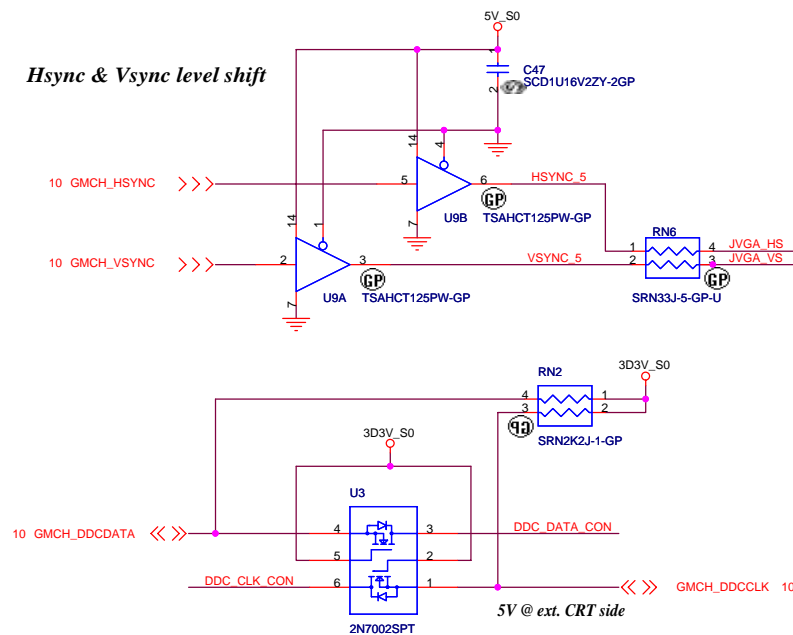 5V_S0
Hsync & Vsync level shift
1
C47
SCD1U16V2ZY-2GP
2
14
4
10 GMCH_HSYNC
5
6
HSYNC_5
GP
U9B
TSAHCT125PW-GP
7
14
1
RN6
1
4
JVGA_HS
10 GMCH_VSYNC
2
3
VSYNC_5
2
3
JVGA_VS
GP
GP
U9A
TSAHCT125PW-GP
SRN33J-5-GP-U
7
3D3V_S0
RN2
4
1
3
2
GP
SRN2K2J-1-GP
3D3V_S0
U3
10 GMCH_DDCDATA
4
3
DDC_DATA_CON
5
2
DDC_CLK_CON
6
1
GMCH_DDCCLK 10
5V @ ext. CRT side
2N7002SPT